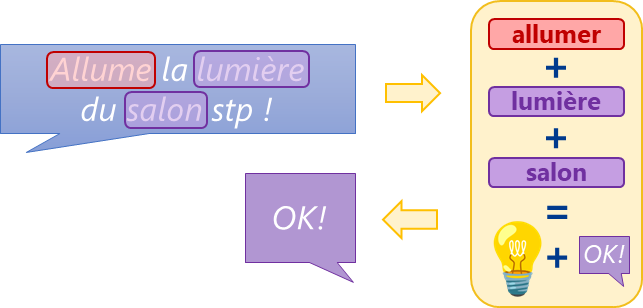 Allume la lumière
du salon stp !
OK!
allumer
+
lumière
+
salon
=
+ OK!